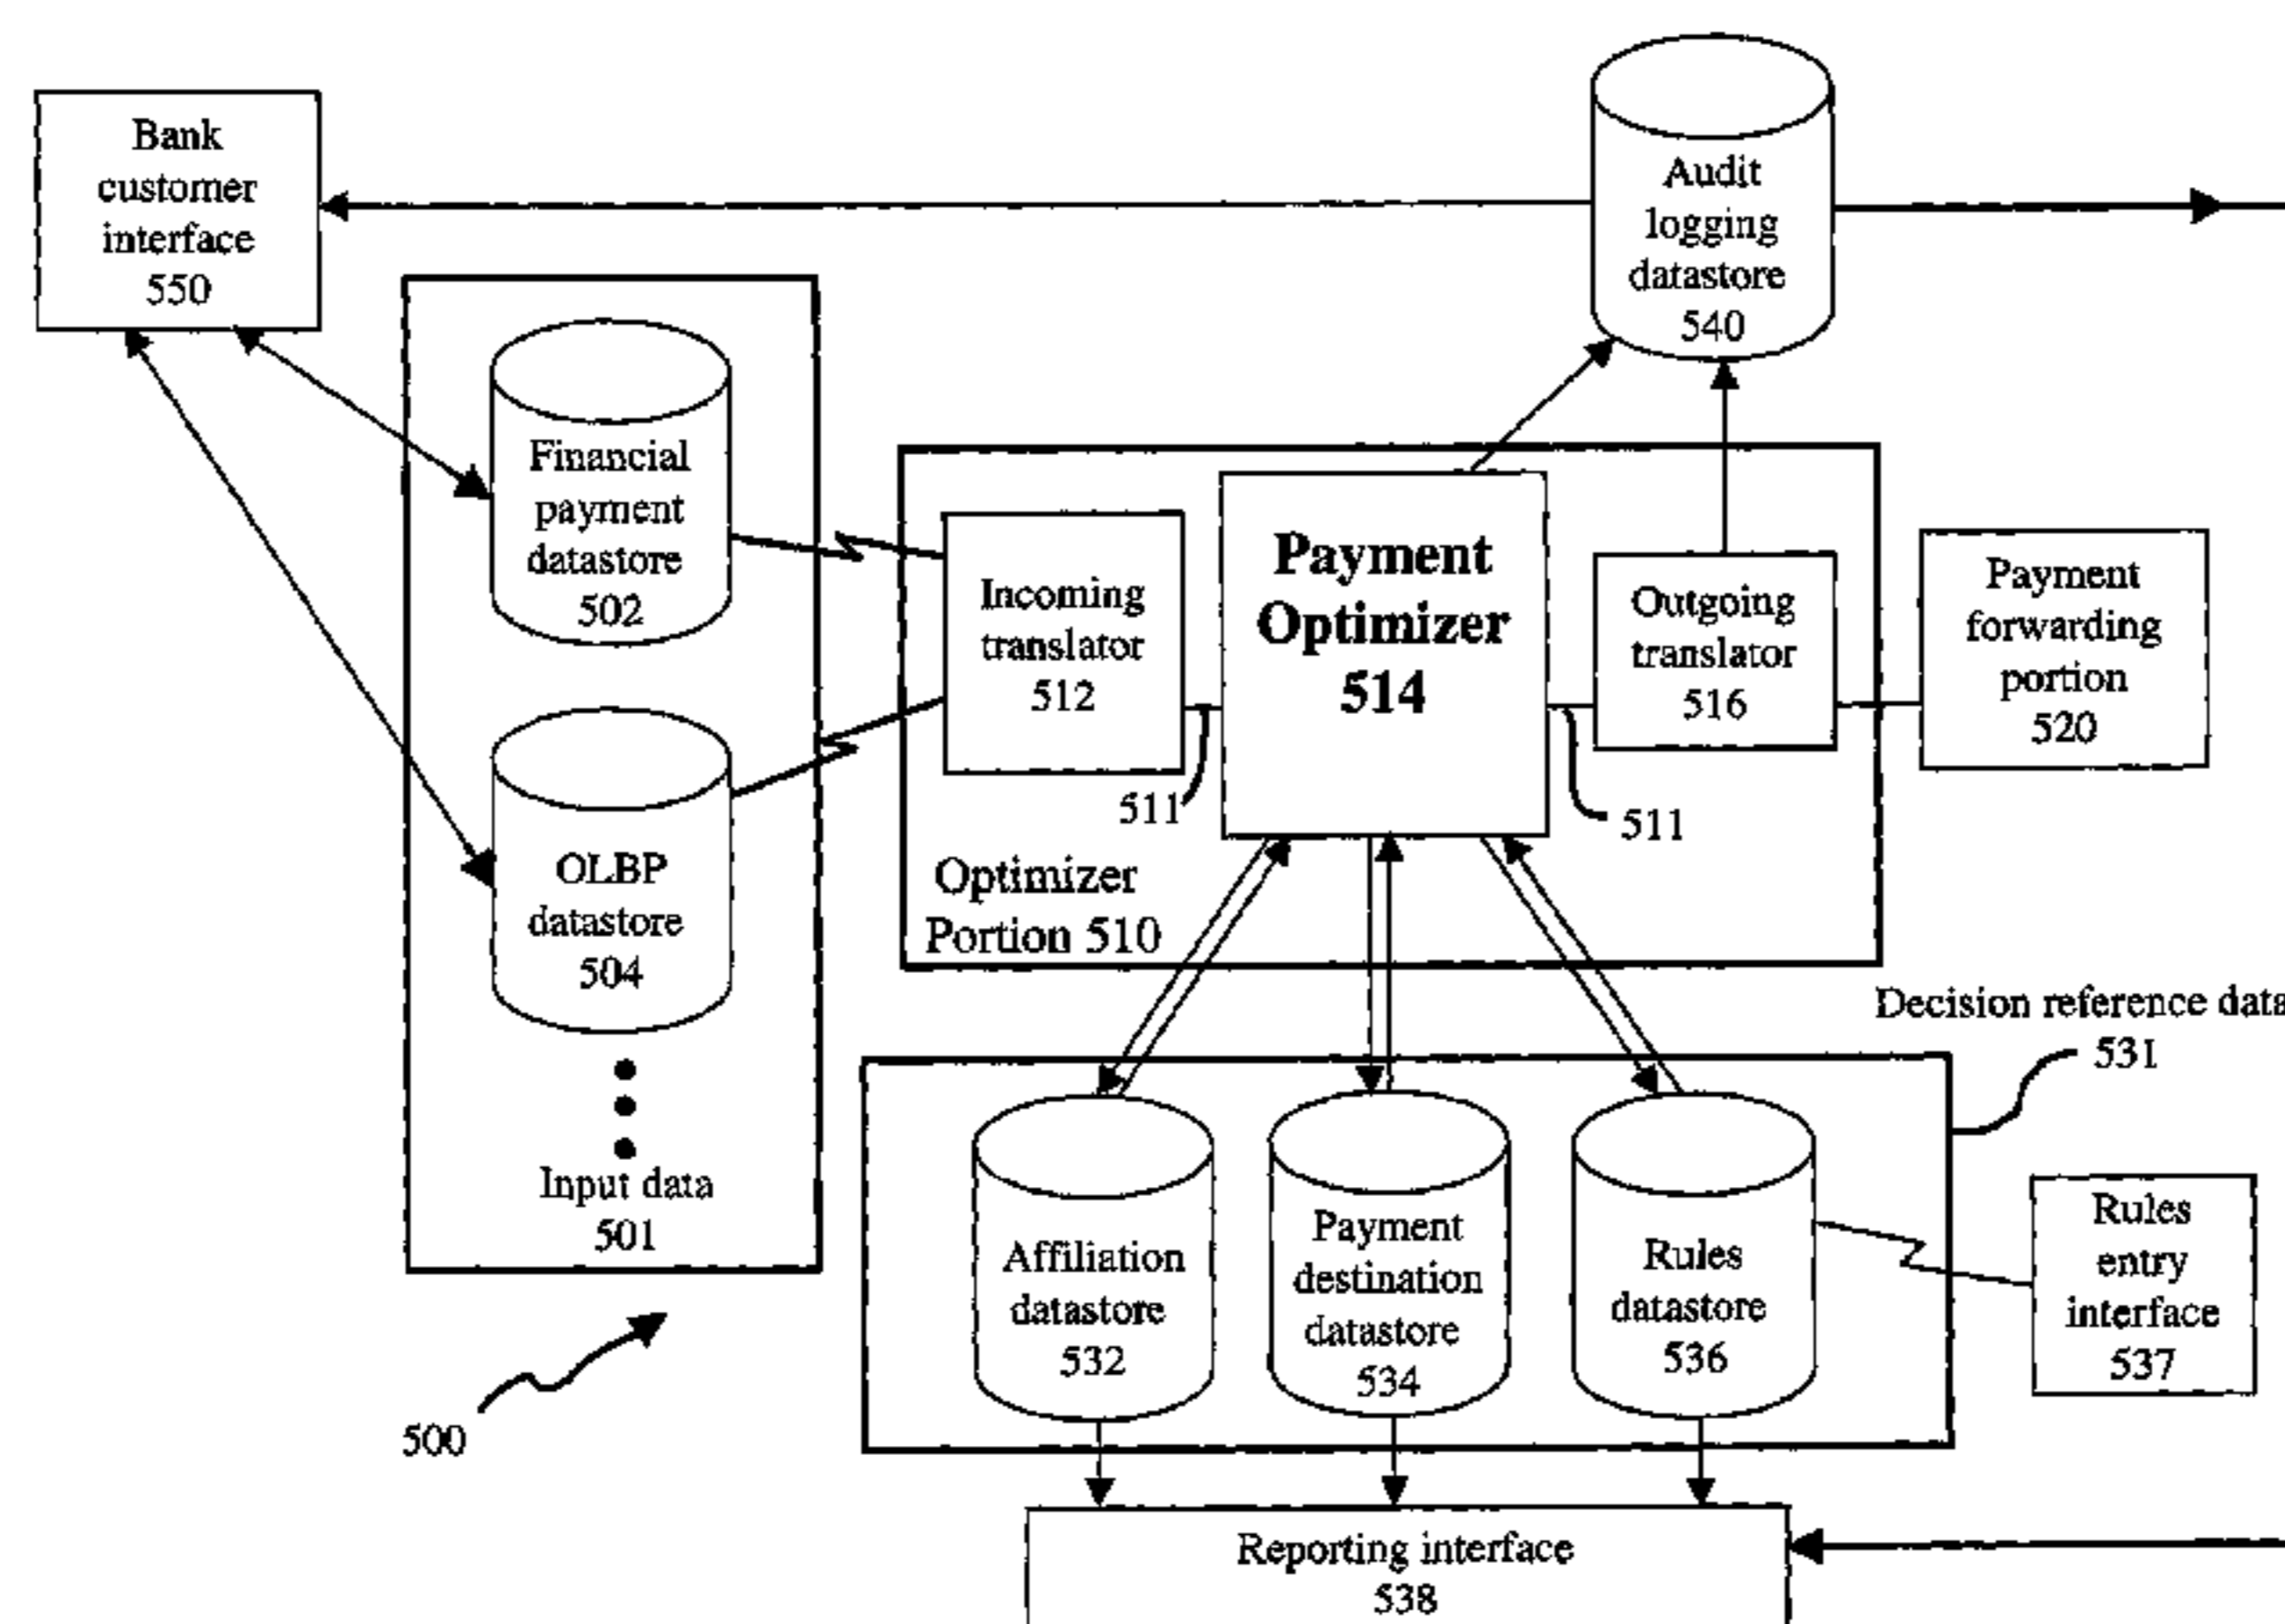 Bank
customer
interface
550
Audit
logging
datastore
540
Financial
payment
datastore
502
OLBP
datastore
504
Input data
501
Incoming
translator
512
Payment
Optimizer
514
Outgoing
translator
516
Payment
forwarding
portion
520
511
511
Optimizer
Portion 510
Decision reference data
531
Affiliation
datastore
532
Payment
destination
datastore
534
Rules
datastore
536
Rules
entry
interface
537
500
Reporting interface
538